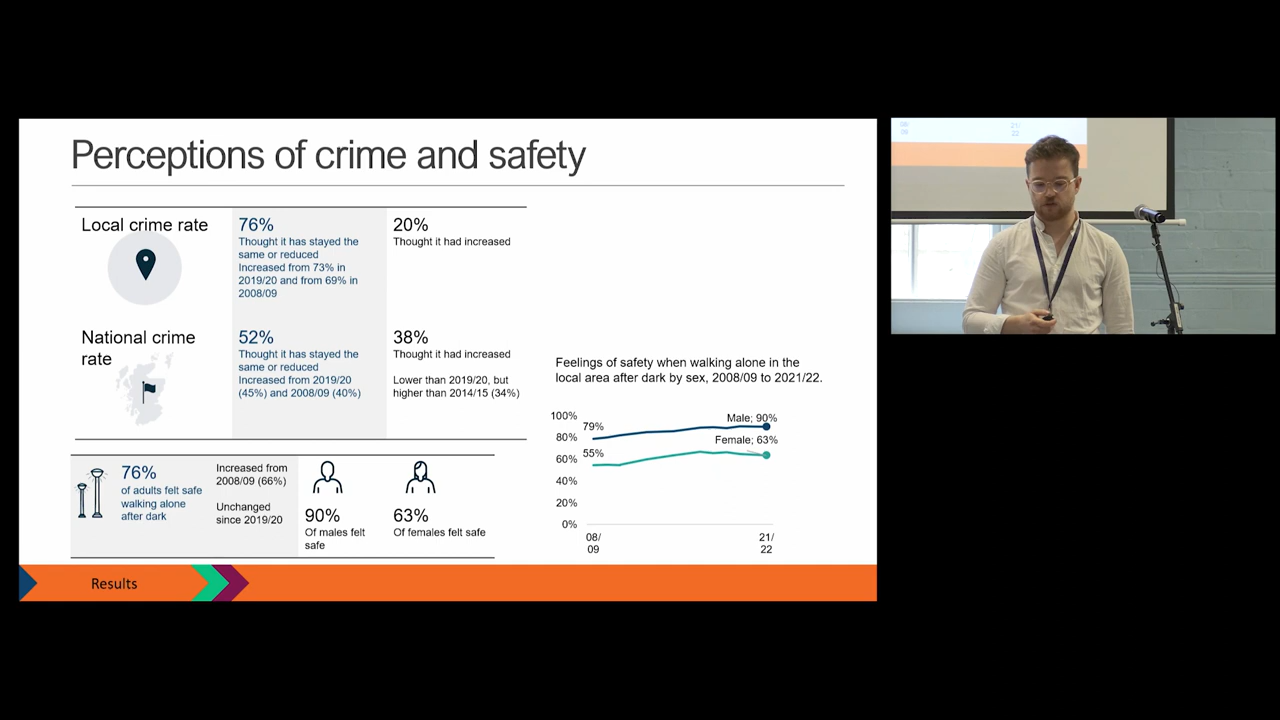 Perceptions of crime and safety
Local crime rate
76%
Thought it has stayed the
same or reduced
Increased from 73% in
2019/20 and from 69% in
2008/09
20%
Thought it had increased
National crime
rate
52%
Thought it has stayed the
same or reduced
Increased from 2019/20
(45%) and 2008/09 (40%)
38%
Thought it had increased
Lower than 2019/20, but
higher than 2014/15 (34%)
76%
of adults felt safe
walking alone
after dark
Increased from
2008/09 (66%)
Unchanged
since 2019/20
90%
Of males felt
safe
63%
Of females felt safe
Feelings of safety when walking alone in the
local area after dark by sex, 2008/09 to 2021/22.
100%
80%
60%
40%
20%
0%
79%
55%
Male; 90%
Female; 63%
08/
09
21/
22
Results